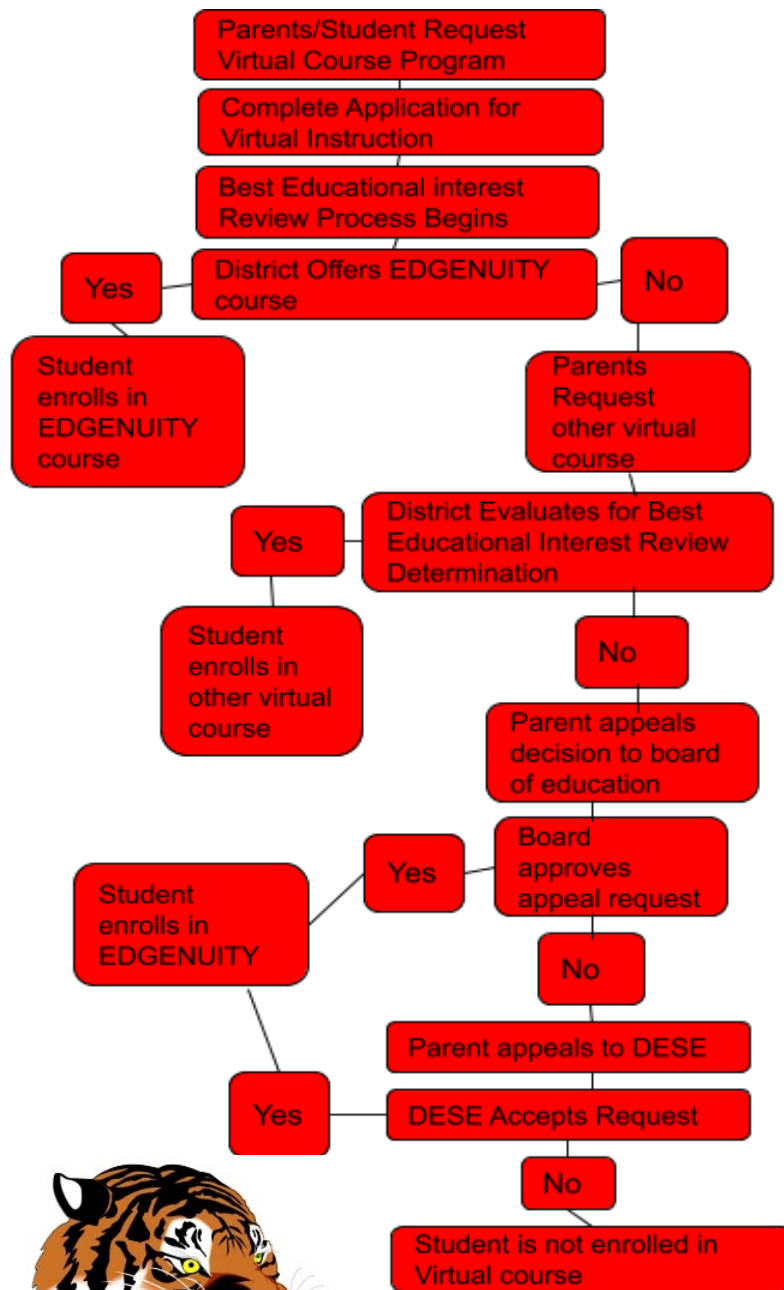 Parents/Student Request
Virtual Course Program
Complete Application for
Virtual Instruction
Best Educational interest
Review Process Begins
District Offers EDGENUITY
course
Yes
No
Student
enrolls in
EDGENUITY
course
Parents
Request
other virtual
course
District Evaluates for Best
Educational Interest Review
Determination
Yes
No
Student
enrolls in
other virtual
course
Parent appeals
decision to board
of education
Board
approves
appeal request
Yes
Student
enrolls in
EDGENUITY
No
Parent appeals to DESE
DESE Accepts Request
Yes
No
Student is not enrolled in
Virtual course